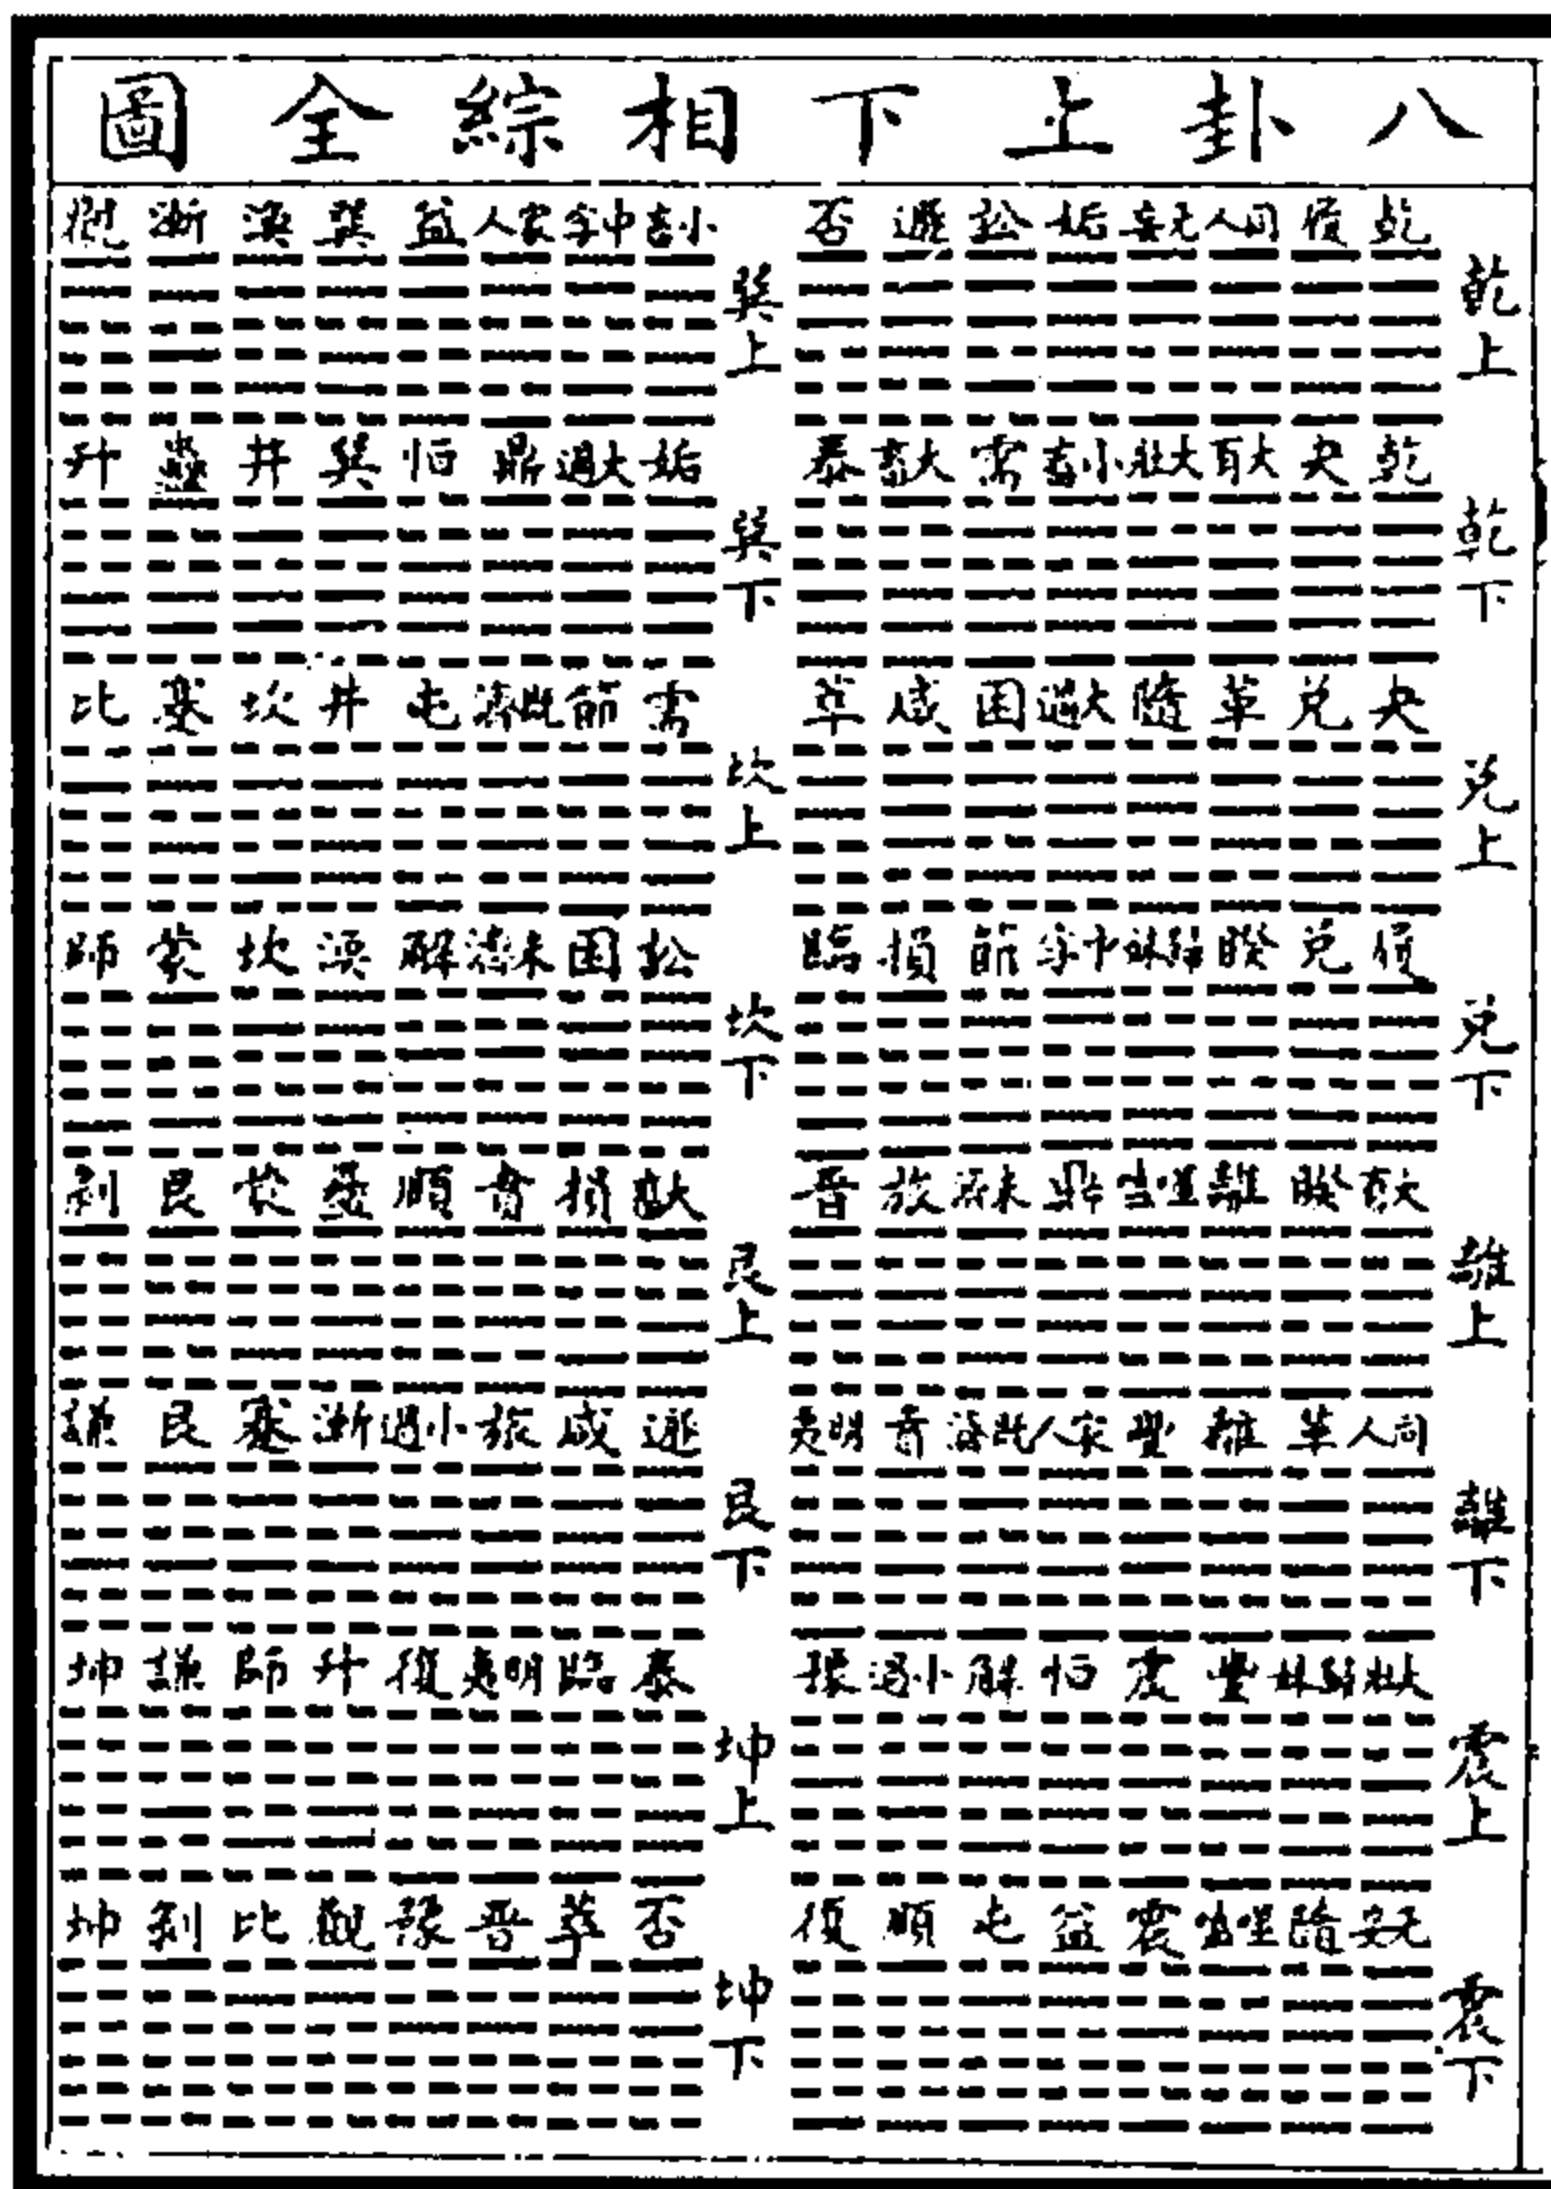 八卦上下相綜全圖
乾上
乾 履 同人 无妄 姤 訟 遯 否
乾下
乾 夬 大有 大壯 小畜 需 大畜 泰
兌上
夬 兌 革 隨 大過 困 咸 萃
兌下
履 兌 睽 歸妹 中孚 節 損 臨
離上
大有 睽 離 噬嗑 鼎 未濟 旅 晉
離下
同人 革 離 豐 家人 既濟 賁 明夷
震上
大壯 歸妹 豐 震 恒 解 小過 豫
震下
无妄 隨 噬嗑 震 益 屯 頤 復
巽上
小畜 中孚 家人 益 巽 渙 漸 觀
巽下
姤 大過 鼎 恒 巽 井 蠱 升
坎上
需 節 既濟 屯 井 坎 蹇 比
坎下
訟 困 未濟 解 渙 坎 蒙 師
艮上
大畜 損 賁 頤 蠱 蒙 艮 剝
艮下
遯 咸 旅 小過 漸 蹇 艮 謙
坤上
泰 臨 明夷 復 升 師 謙 坤
坤下
否 萃 晉 豫 觀 比 剝 坤